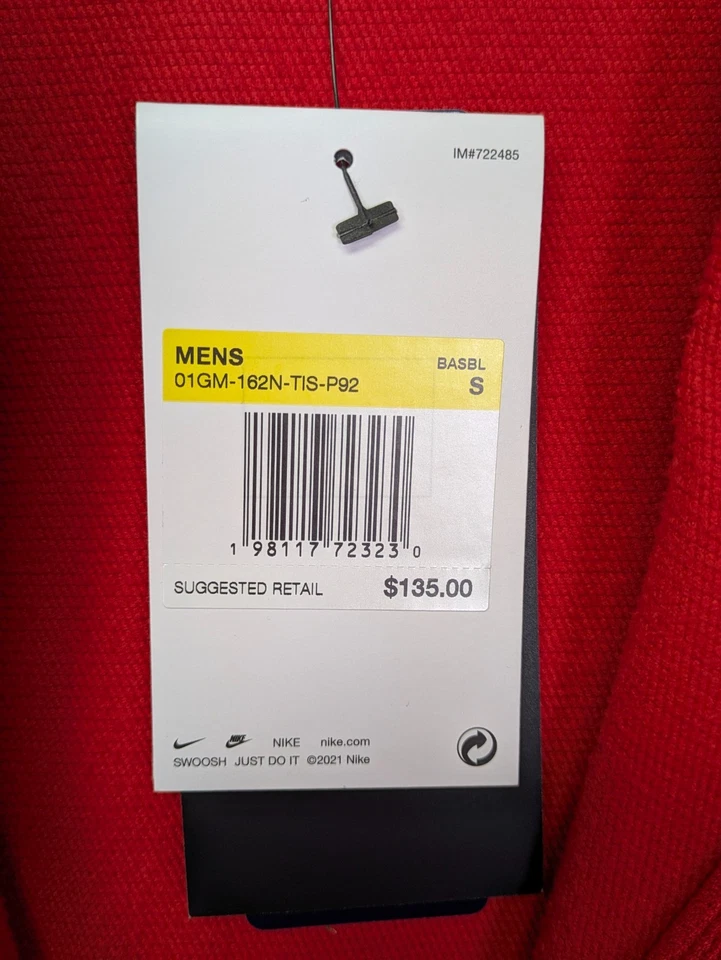 IM#722485
MENS BASBL
01GM-162N-TIS-P92 S
1 98117 72323 0
SUGGESTED RETAIL $135.00
NIKE NIKE nike.com
SWOOSH JUST DO IT ©2021 Nike